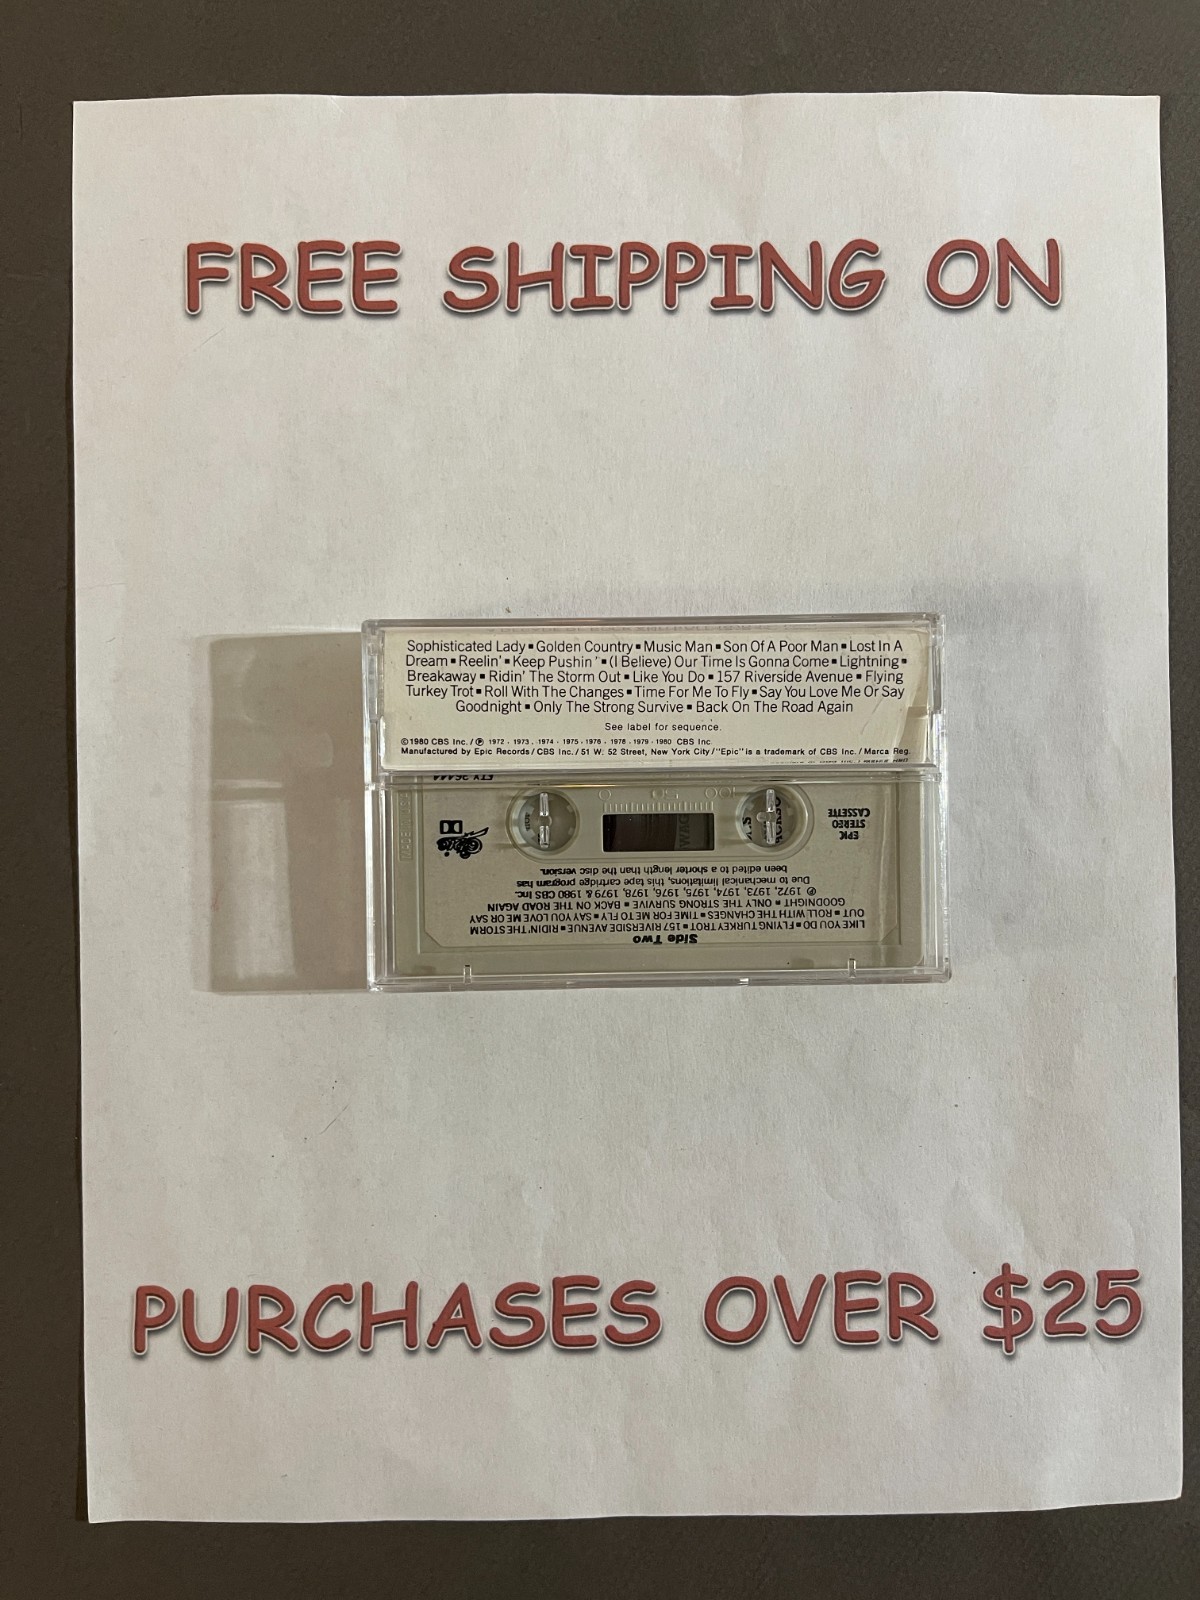 FREE SHIPPING ON
Sophisticated Lady ▪ Golden Country ▪ Music Man ▪ Son Of A Poor Man ▪ Lost In A
Dream ▪ Reelin' ▪ Keep Pushin' ▪ (I Believe) Our Time Is Gonna Come ▪ Lightning ▪
Breakaway ▪ Ridin' The Storm Out ▪ Like You Do ▪ 157 Riverside Avenue ▪ Flying
Turkey Trot ▪ Roll With The Changes ▪ Time For Me To Fly ▪ Say You Love Me Or Say
Goodnight ▪ Only The Strong Survive ▪ Back On The Road Again
See label for sequence.
©1980 CBS Inc./℗ 1972 · 1973 · 1974 · 1975 · 1976 · 1978 · 1979 · 1980 CBS Inc.
Manufactured by Epic Records/CBS Inc./51 W. 52 Street, New York City/"Epic" is a trademark of CBS Inc./Marca Reg.
Side Two
LIKE YOU DO ▪ FLYING TURKEY TROT ▪ 157 RIVERSIDE AVENUE ▪ RIDIN' THE STORM
OUT ▪ ROLL WITH THE CHANGES ▪ TIME FOR ME TO FLY ▪ SAY YOU LOVE ME OR SAY
GOODNIGHT ▪ ONLY THE STRONG SURVIVE ▪ BACK ON THE ROAD AGAIN
℗ 1972, 1973, 1974, 1975, 1976, 1978, 1979 & 1980 CBS Inc.
Due to mechanical limitations, this tape cartridge program has
been edited to a shorter length than the disc version.
EPIC
STEREO
CASSETTE
100 50 0
Epic
ETX 36444
PURCHASES OVER $25